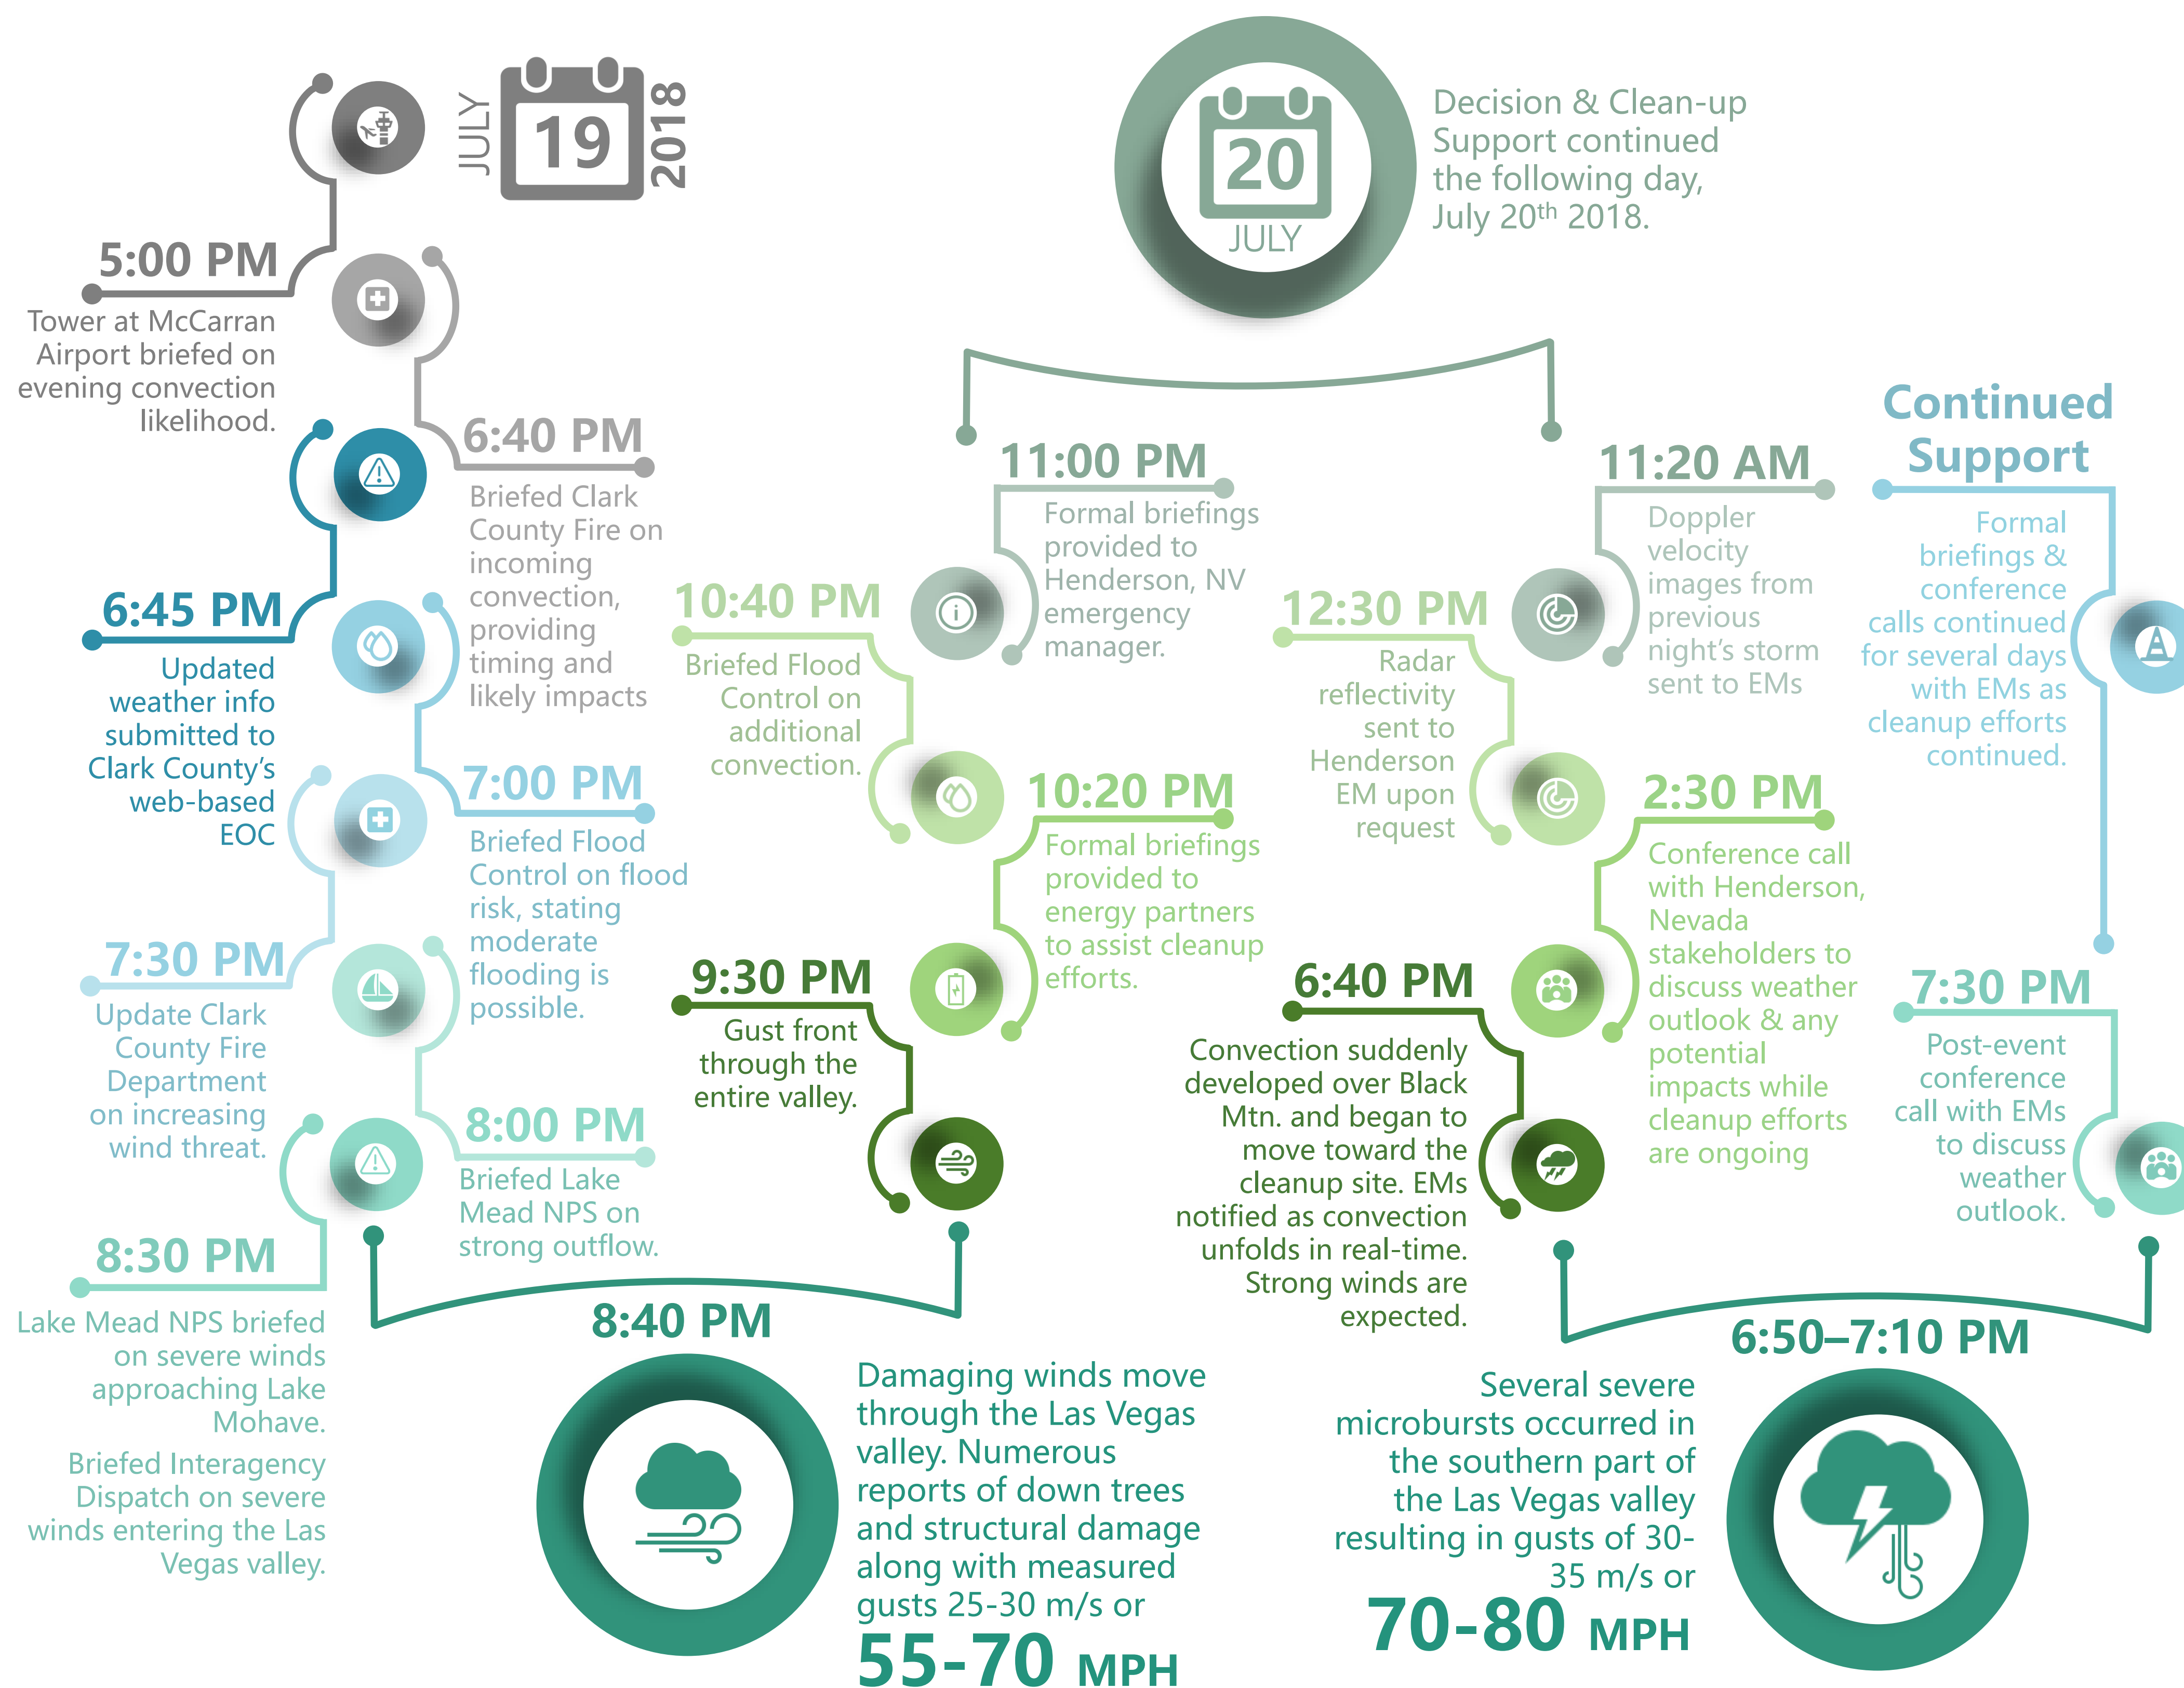 JULY
19
2018
5:00 PM
Tower at McCarran
Airport briefed on
evening convection
likelihood.
6:40 PM
Briefed Clark
County Fire on
incoming
convection,
providing
timing and
likely impacts
6:45 PM
Updated
weather info
submitted to
Clark County's
web-based
EOC
7:00 PM
Briefed Flood
Control on flood
risk, stating
moderate
flooding is
possible.
7:30 PM
Update Clark
County Fire
Department
on increasing
wind threat.
8:00 PM
Briefed Lake
Mead NPS on
strong outflow.
8:30 PM
Lake Mead NPS briefed
on severe winds
approaching Lake
Mohave.
Briefed Interagency
Dispatch on severe
winds entering the Las
Vegas valley.
8:40 PM
Damaging winds move
through the Las Vegas
valley. Numerous
reports of down trees
and structural damage
along with measured
gusts 25-30 m/s or
55-70 MPH
9:30 PM
Gust front
through the
entire valley.
10:20 PM
Formal briefings
provided to
energy partners
to assist cleanup
efforts.
10:40 PM
Briefed Flood
Control on
additional
convection.
11:00 PM
Formal briefings
provided to
Henderson, NV
emergency
manager.
20
JULY
Decision & Clean-up
Support continued
the following day,
July 20th 2018.
11:20 AM
Doppler
velocity
images from
previous
night's storm
sent to EMs
12:30 PM
Radar
reflectivity
sent to
Henderson
EM upon
request
2:30 PM
Conference call
with Henderson,
Nevada
stakeholders to
discuss weather
outlook & any
potential
impacts while
cleanup efforts
are ongoing
6:40 PM
Convection suddenly
developed over Black
Mtn. and began to
move toward the
cleanup site. EMs
notified as convection
unfolds in real-time.
Strong winds are
expected.
6:50–7:10 PM
Several severe
microbursts occurred in
the southern part of
the Las Vegas valley
resulting in gusts of 30-
35 m/s or
70-80 MPH
7:30 PM
Post-event
conference
call with EMs
to discuss
weather
outlook.
Continued
Support
Formal
briefings &
conference
calls continued
for several days
with EMs as
cleanup efforts
continued.